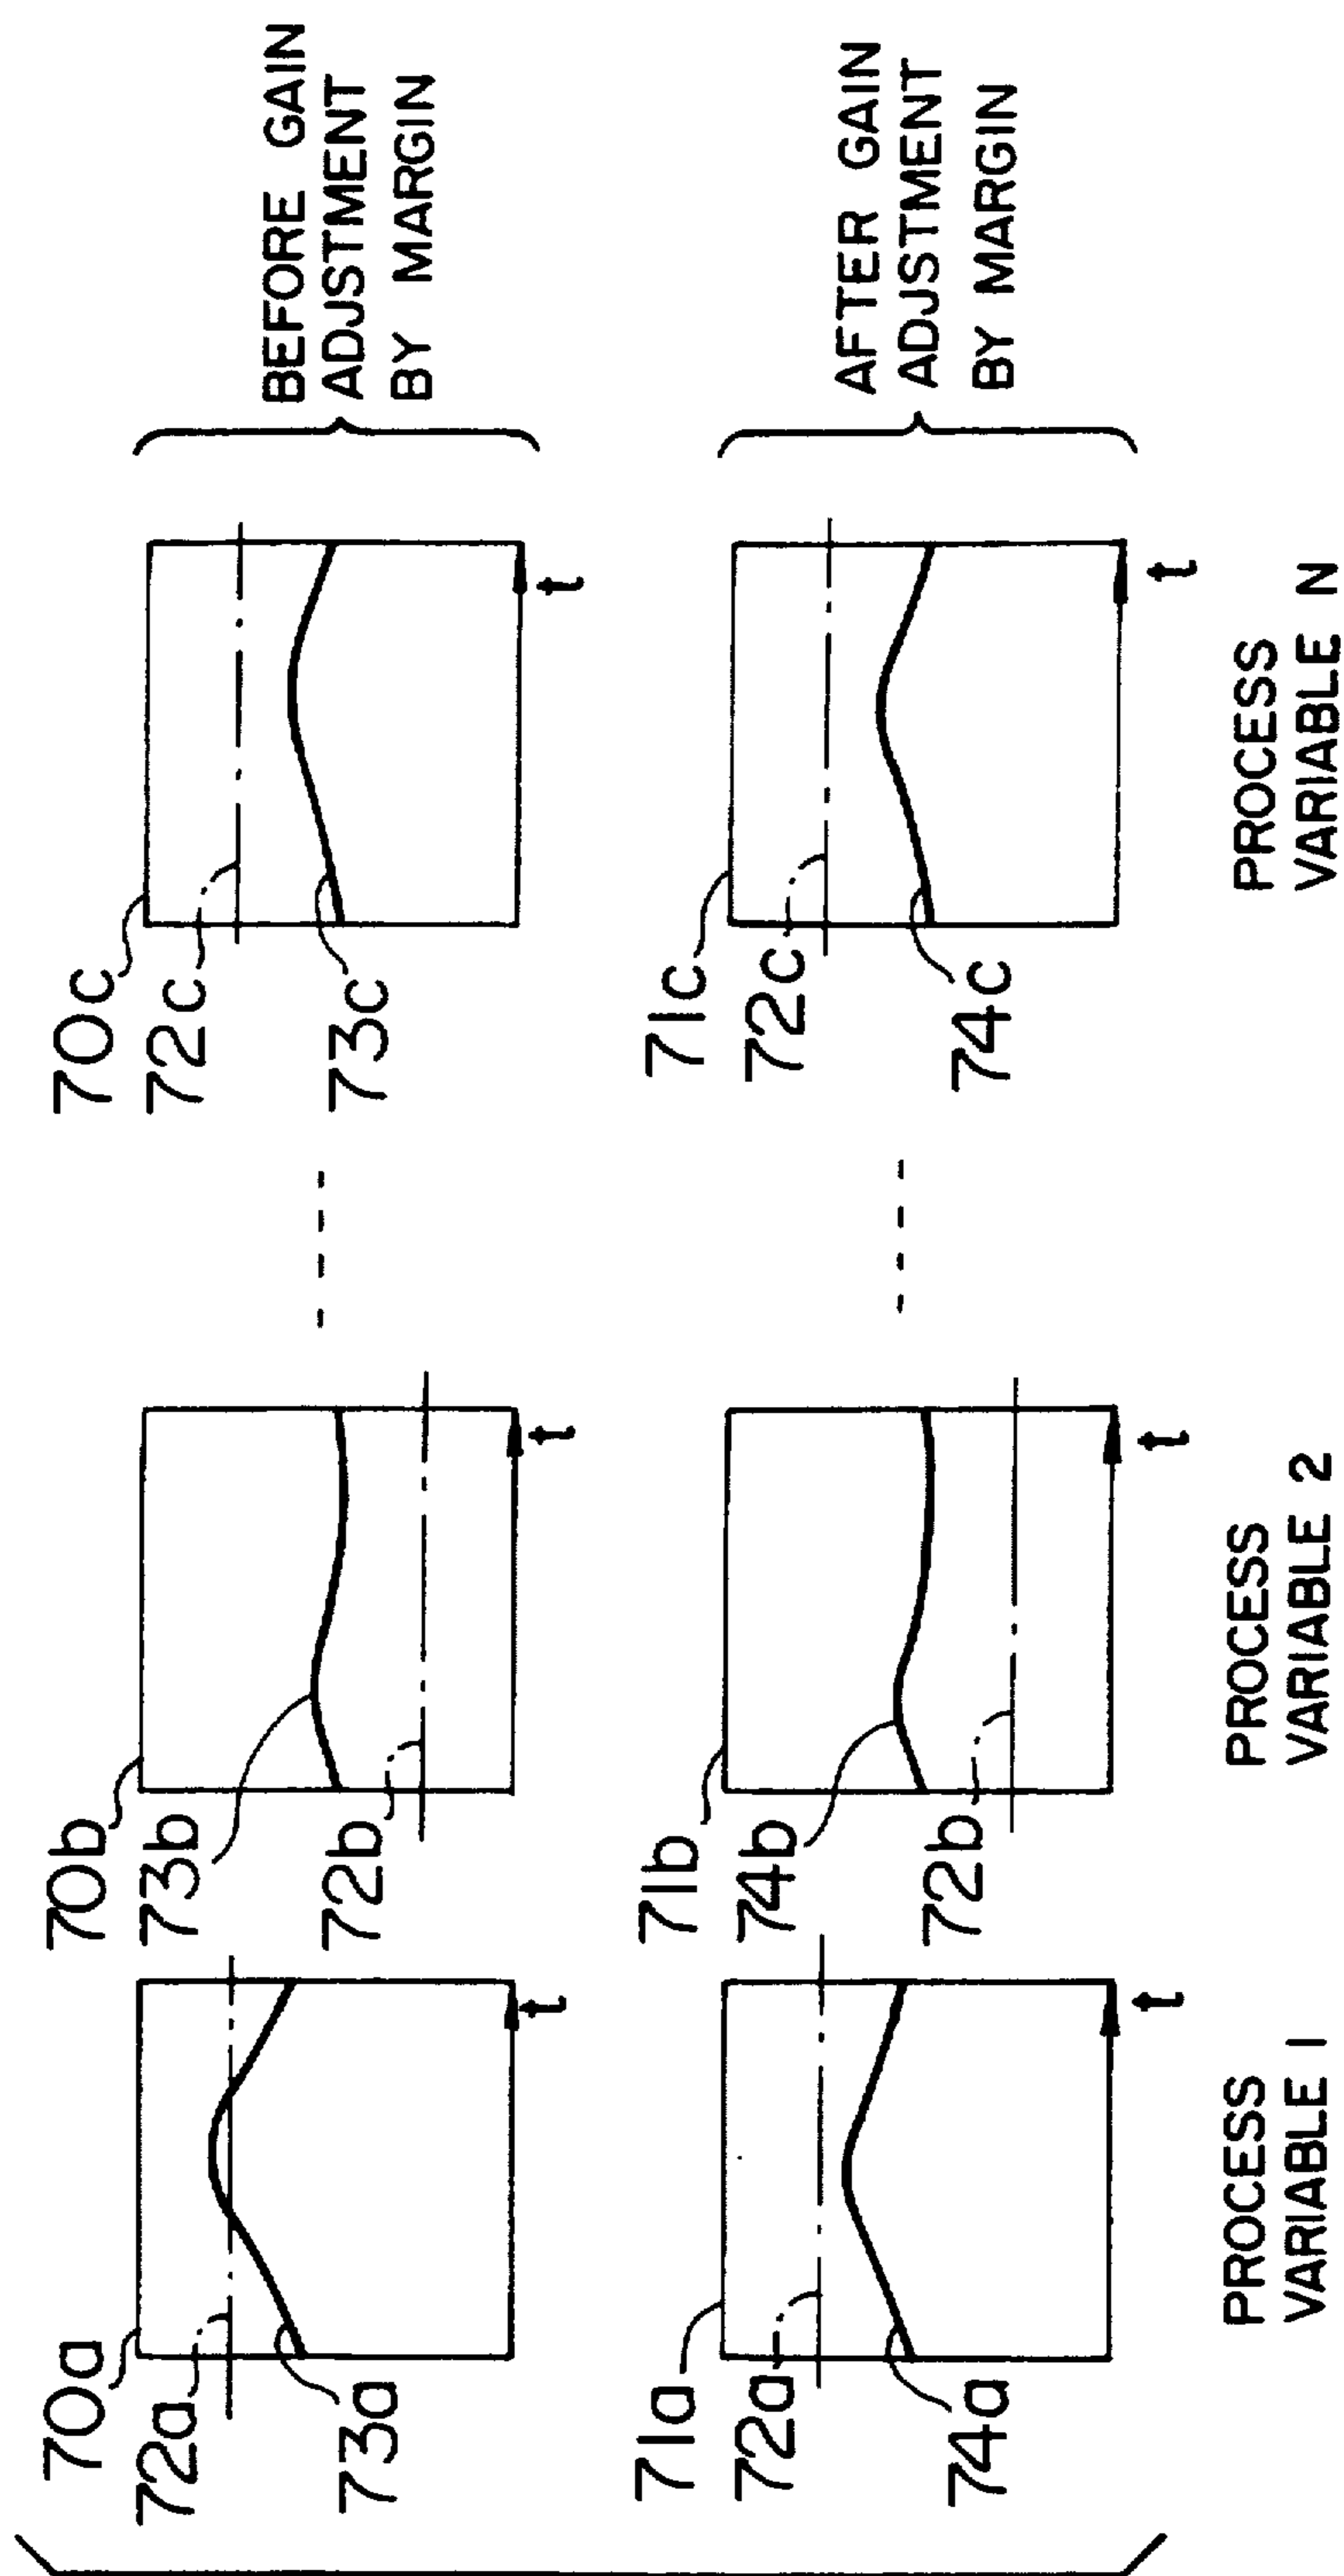 70a
72a
73a
t
70b
73b
72b
t
70c
72c
73c
t
BEFORE GAIN
ADJUSTMENT
BY MARGIN
71a
72a
74a
t
71b
74b
72b
t
71c
72c
74c
t
AFTER GAIN
ADJSTMENT
BY MARGIN
PROCESS
VARIABLE 1
PROCESS
VARIABLE 2
PROCESS
VARIABLE N